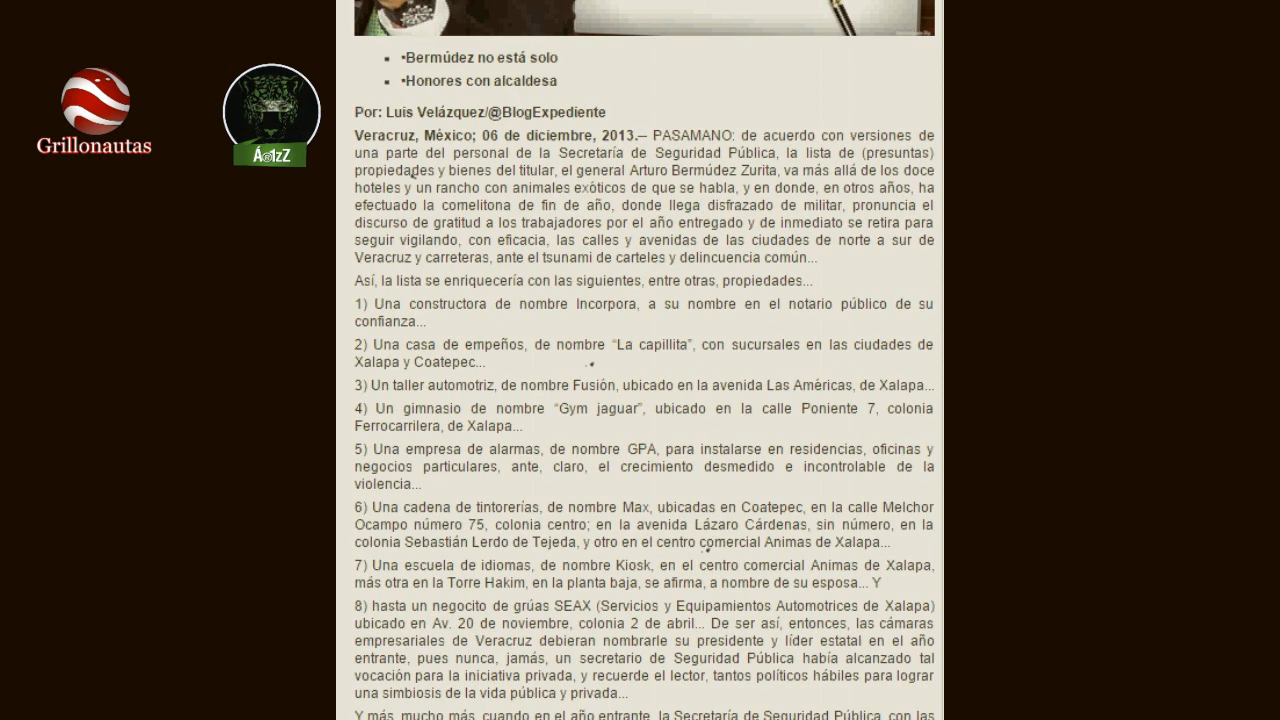 Grillonautas
▪Bermúdez no está solo
▪Honores con alcaldesa
Por: Luis Velázquez/@BlogExpediente
Veracruz, México; 06 de diciembre, 2013.– PASAMANO: de acuerdo con versiones de
una parte del personal de la Secretaría de Seguridad Pública, la lista de (presuntas)
propiedades y bienes del titular, el general Arturo Bermúdez Zurita, va más allá de los doce
hoteles y un rancho con animales exóticos de que se habla, y en donde, en otros años, ha
efectuado la comelitona de fin de año, donde llega disfrazado de militar, pronuncia el
discurso de gratitud a los trabajadores por el año entregado y de inmediato se retira para
seguir vigilando, con eficacia, las calles y avenidas de las ciudades de norte a sur de
Veracruz y carreteras, ante el tsunami de carteles y delincuencia común...
Así, la lista se enriquecería con las siguientes, entre otras, propiedades...
1) Una constructora de nombre Incorpora, a su nombre en el notario público de su
confianza...
2) Una casa de empeños, de nombre “La capillita”, con sucursales en las ciudades de
Xalapa y Coatepec...
3) Un taller automotriz, de nombre Fusión, ubicado en la avenida Las Américas, de Xalapa...
4) Un gimnasio de nombre “Gym jaguar”, ubicado en la calle Poniente 7, colonia
Ferrocarrilera, de Xalapa...
5) Una empresa de alarmas, de nombre GPA, para instalarse en residencias, oficinas y
negocios particulares, ante, claro, el crecimiento desmedido e incontrolable de la
violencia...
6) Una cadena de tintorerías, de nombre Max, ubicadas en Coatepec, en la calle Melchor
Ocampo número 75, colonia centro; en la avenida Lázaro Cárdenas, sin número, en la
colonia Sebastián Lerdo de Tejeda, y otro en el centro comercial Animas de Xalapa...
7) Una escuela de idiomas, de nombre Kiosk, en el centro comercial Animas de Xalapa,
más otra en la Torre Hakim, en la planta baja, se afirma, a nombre de su esposa... Y
8) hasta un negocito de grúas SEAX (Servicios y Equipamientos Automotrices de Xalapa)
ubicado en Av. 20 de noviembre, colonia 2 de abril... De ser así, entonces, las cámaras
empresariales de Veracruz debieran nombrarle su presidente y líder estatal en el año
entrante, pues nunca, jamás, un secretario de Seguridad Pública había alcanzado tal
vocación para la iniciativa privada, y recuerde el lector, tantos políticos hábiles para lograr
una simbiosis de la vida pública y privada...
Y más, mucho más, cuando en el año entrante, la Secretaría de Seguridad Pública, con las